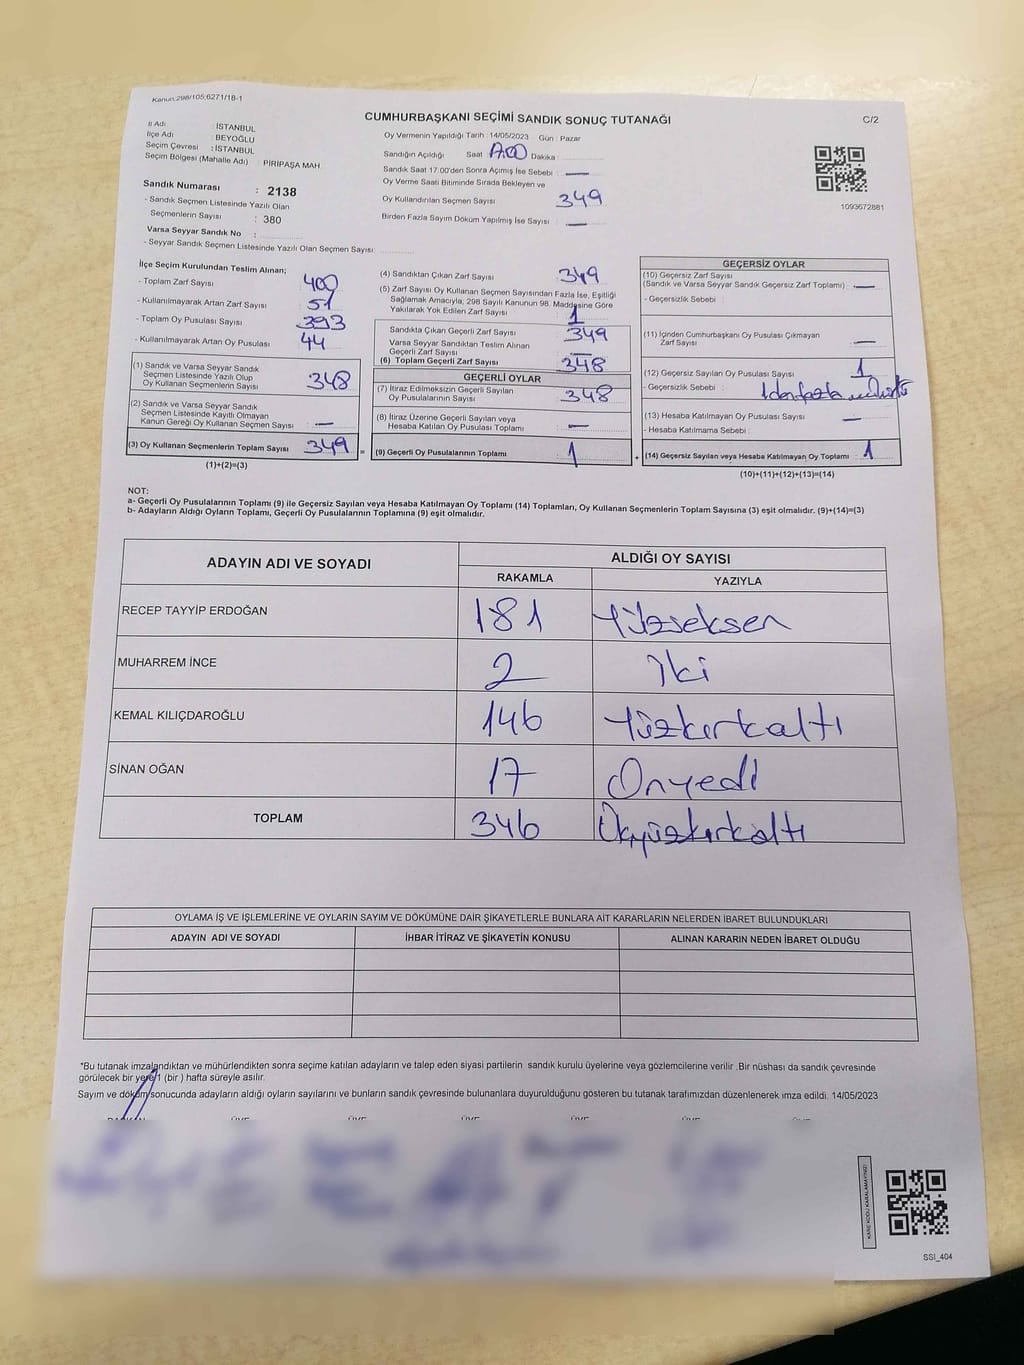 Kanun:298/105,6271/18-1
CUMHURBAŞKANI SEÇİMİ SANDIK SONUÇ TUTANAĞI
C/2
İl Adı : İSTANBUL
İlçe Adı : BEYOĞLU
Seçim Çevresi : İSTANBUL
Seçim Bölgesi (Mahalle Adı) : PİRİPAŞA MAH.
Sandık Numarası : 2138
- Sandık Seçmen Listesinde Yazılı Olan
Seçmenlerin Sayısı : 380
Varsa Seyyar Sandık No :
- Seyyar Sandık Seçmen Listesinde Yazılı Olan Seçmen Sayısı:
Oy Vermenin Yapıldığı Tarih : 14/05/2023 Gün : Pazar
Sandığın Açıldığı Saat 17.00 Dakika :
Sandık Saat 17.00'den Sonra Açılmış İse Sebebi : —
Oy Verme Saati Bitiminde Sırada Bekleyen ve
Oy Kullandırılan Seçmen Sayısı : 349
Birden Fazla Sayım Döküm Yapılmış İse Sayısı : —
1093672881
İlçe Seçim Kurulundan Teslim Alınan;
- Toplam Zarf Sayısı : 400
- Kullanılmayarak Artan Zarf Sayısı : 51
- Toplam Oy Pusulası Sayısı : 393
- Kullanılmayarak Artan Oy Pusulası : 44
(1) Sandık ve Varsa Seyyar Sandık
Seçmen Listesinde Yazılı Olup
Oy Kullanan Seçmenlerin Sayısı : 348
(2) Sandık ve Varsa Seyyar Sandık
Seçmen Listesinde Kayıtlı Olmayan
Kanun Gereği Oy Kullanan Seçmen Sayısı : —
(3) Oy Kullanan Seçmenlerin Toplam Sayısı : 349 =
(1)+(2)=(3)
(4) Sandıktan Çıkan Zarf Sayısı : 349
(5) Zarf Sayısı Oy Kullanan Seçmen Sayısından Fazla İse, Eşitliği
Sağlamak Amacıyla, 298 Sayılı Kanunun 98. Maddesine Göre
Yakılarak Yok Edilen Zarf Sayısı : 1
Sandıkta Çıkan Geçerli Zarf Sayısı : 349
Varsa Seyyar Sandıktan Teslim Alınan
Geçerli Zarf Sayısı : —
(6) Toplam Geçerli Zarf Sayısı : 348
GEÇERLİ OYLAR
(7) İtiraz Edilmeksizin Geçerli Sayılan
Oy Pusulalarının Sayısı : 348
(8) İtiraz Üzerine Geçerli Sayılan veya
Hesaba Katılan Oy Pusulası Toplamı : —
(9) Geçerli Oy Pusulalarının Toplamı : 1 +
GEÇERSİZ OYLAR
(10) Geçersiz Zarf Sayısı
(Sandık ve Varsa Seyyar Sandık Geçersiz Zarf Toplamı) : —
- Geçersizlik Sebebi :
(11) İçinden Cumhurbaşkanı Oy Pusulası Çıkmayan
Zarf Sayısı : —
(12) Geçersiz Sayılan Oy Pusulası Sayısı : 1
- Geçersizlik Sebebi : 1 den fazla
(13) Hesaba Katılmayan Oy Pusulası Sayısı : —
- Hesaba Katılmama Sebebi :
(14) Geçersiz Sayılan veya Hesaba Katılmayan Oy Toplamı : 1
(10)+(11)+(12)+(13)=(14)
NOT:
a- Geçerli Oy Pusulalarının Toplamı (9) ile Geçersiz Sayılan veya Hesaba Katılmayan Oy Toplamı (14) Toplamları, Oy Kullanan Seçmenlerin Toplam Sayısına (3) eşit olmalıdır. (9)+(14)=(3)
b- Adayların Aldığı Oyların Toplamı, Geçerli Oy Pusulalarının Toplamına (9) eşit olmalıdır.
ADAYIN ADI VE SOYADI ALDIĞI OY SAYISI
RAKAMLA YAZIYLA
RECEP TAYYİP ERDOĞAN 181 Yüzseksen
MUHARREM İNCE 2 İki
KEMAL KILIÇDAROĞLU 146 Yüzkırkaltı
SİNAN OĞAN 17 Onyedi
TOPLAM 346 Üçyüzkırkaltı
OYLAMA İŞ VE İŞLEMLERİNE VE OYLARIN SAYIM VE DÖKÜMÜNE DAİR ŞİKAYETLERLE BUNLARA AİT KARARLARIN NELERDEN İBARET BULUNDUKLARI
ADAYIN ADI VE SOYADI İHBAR İTİRAZ VE ŞİKAYETİN KONUSU ALINAN KARARIN NEDEN İBARET OLDUĞU
*Bu tutanak imzalandıktan ve mühürlendikten sonra seçime katılan adayların ve talep eden siyasi partilerin sandık kurulu üyelerine veya gözlemcilerine verilir .Bir nüshası da sandık çevresinde
görülecek bir yere 1 (bir ) hafta süreyle asılır.
Sayım ve döküm sonucunda adayların aldığı oyların sayılarını ve bunların sandık çevresinde bulunanlara duyurulduğunu gösteren bu tutanak tarafımızdan düzenlenerek imza edildi. 14/05/2023
BAŞKAN ÜYE ÜYE ÜYE ÜYE ÜYE ÜYE
KARE KODU KARALAMAYINIZ!
SSI_404